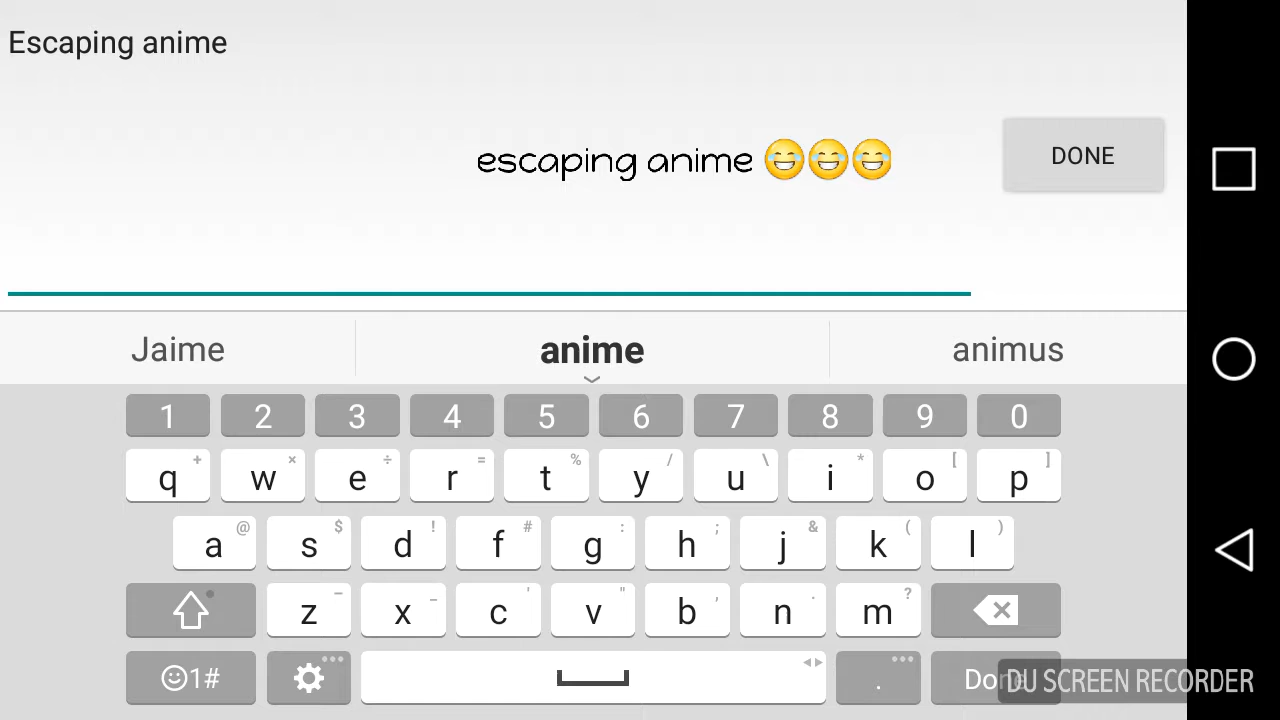 Escaping anime
escaping anime 😂😂😂
DONE
Jaime anime animus
1 2 3 4 5 6 7 8 9 0
q + w × e ÷ r = t % y / u \ i * o [ p ]
a @ s $ d ! f # g : h ; j & k ( l )
z - x _ c ' v " b , n . m ?
1# .
Done
DU SCREEN RECORDER